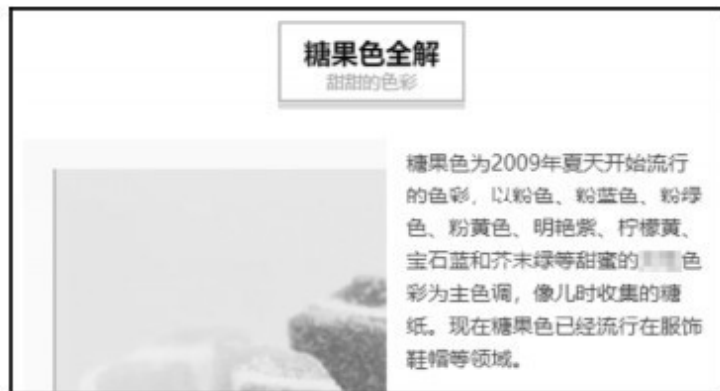 糖果色全解
甜甜的色彩
糖果色为2009年夏天开始流行
的色彩，以粉色、粉蓝色、粉绿
色、粉黄色、明艳紫、柠檬黄、
宝石蓝和芥末绿等甜蜜的色
彩为主色调，像儿时收集的糖
纸。现在糖果色已经流行在服饰
鞋帽等领域。